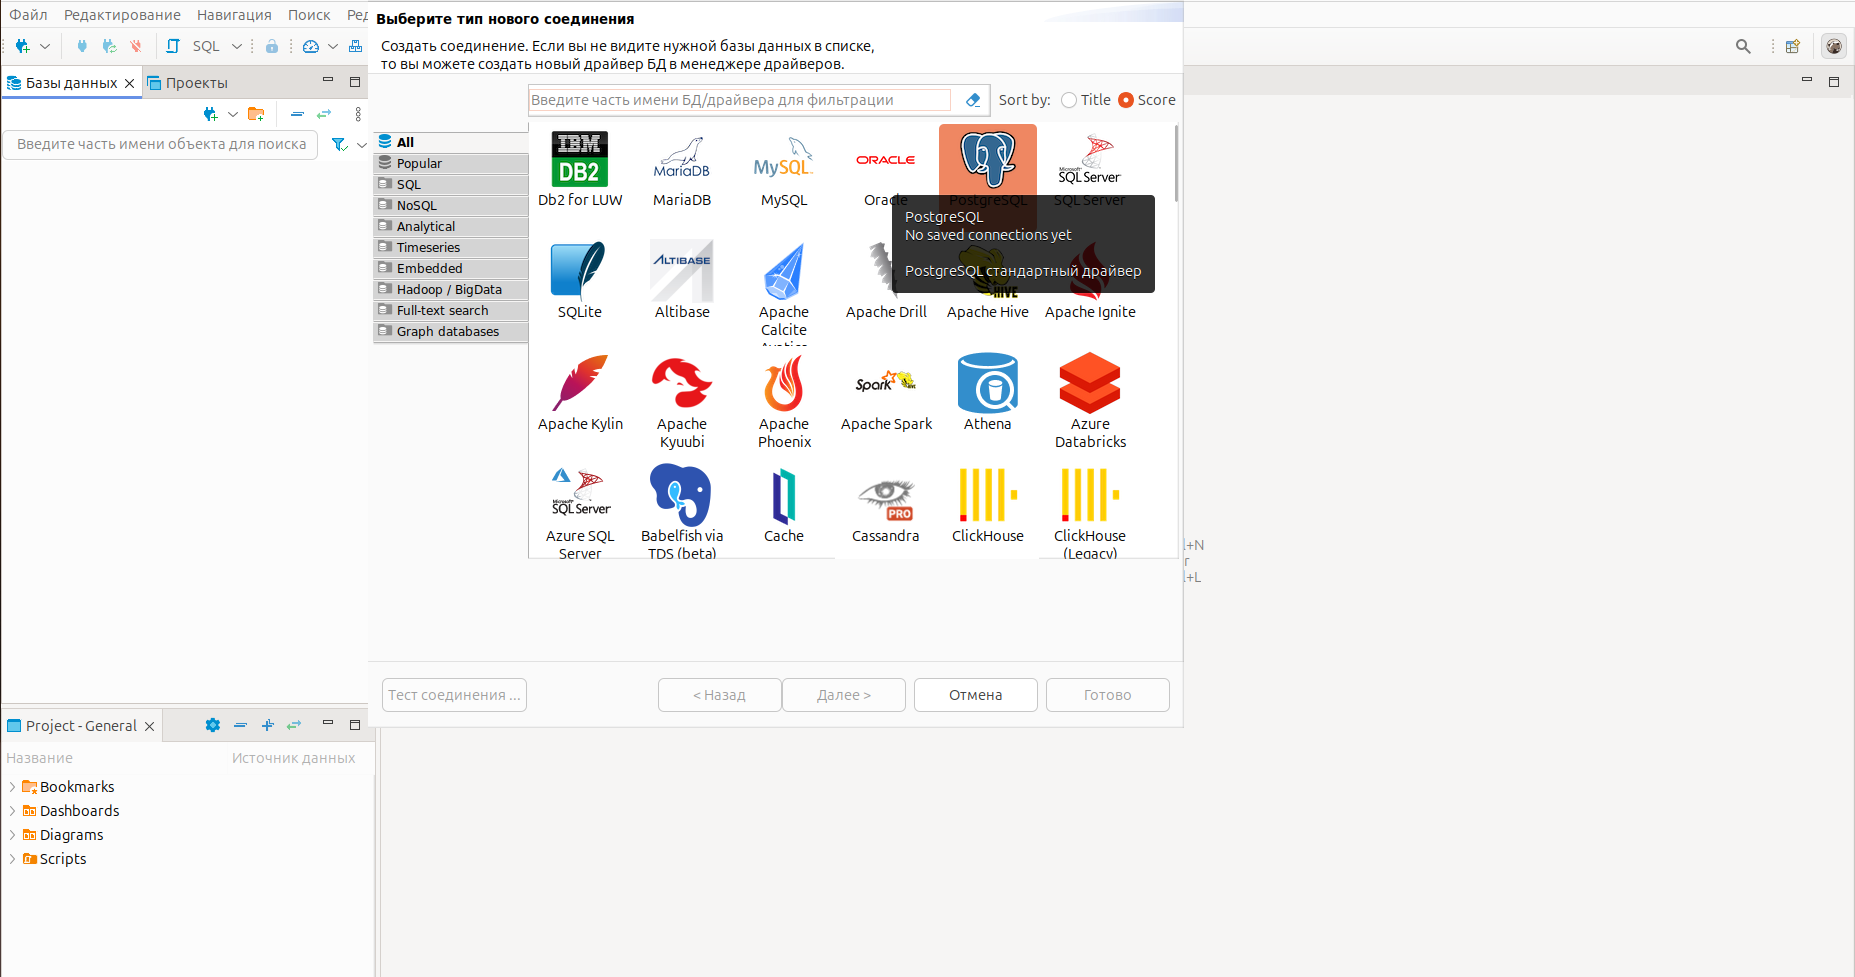 Файл Редактирование Навигация Поиск Ред
SQL
Базы данных
Проекты
Введите часть имени объекта для поиска
Выберите тип нового соединения
Создать соединение. Если вы не видите нужной базы данных в списке,
то вы можете создать новый драйвер БД в менеджере драйверов.
Введите часть имени БД/драйвера для фильтрации
Sort by: Title Score
All
Popular
SQL
NoSQL
Analytical
Timeseries
Embedded
Hadoop / BigData
Full-text search
Graph databases
IBM
DB2
MariaDB
MySQL
ORACLE
Microsoft
SQL Server
Db2 for LUW
MariaDB
MySQL
Oracle
PostgreSQL
SQL Server
PostgreSQL
No saved connections yet
PostgreSQL стандартный драйвер
ALTIBASE
HIVE
SQLite
Altibase
Apache
Calcite
Avatica
Apache Drill
Apache Hive
Apache Ignite
Spark
HIVE
Apache Kylin
Apache
Kyuubi
Apache
Phoenix
Apache Spark
Athena
Azure
Databricks
Microsoft
SQL Server
PRO
Azure SQL
Server
Babelfish via
TDS (beta)
Cache
Cassandra
ClickHouse
ClickHouse
(Legacy)
l+N
r
l+L
Тест соединения ...
< Назад
Далее >
Отмена
Готово
Project - General
Название
Источник данных
Bookmarks
Dashboards
Diagrams
Scripts